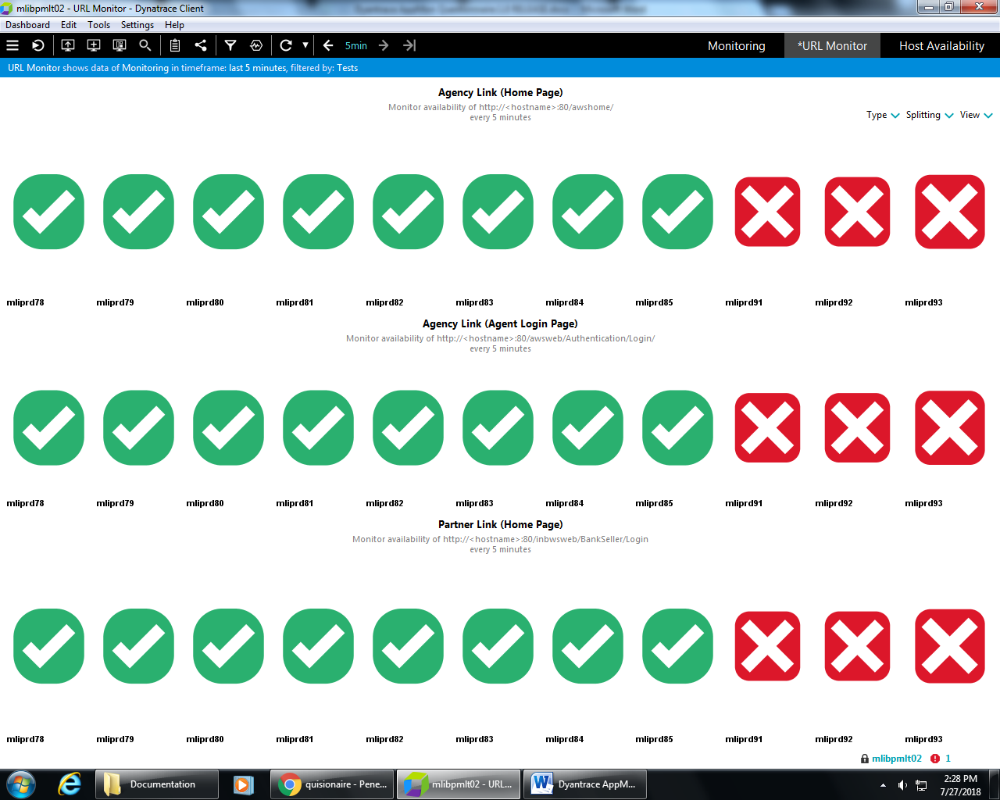 mlibpmlt02 - URL Monitor - Dynatrace Client
Dashboard Edit Tools Settings Help
5min
Monitoring *URL Monitor Host Availability
URL Monitor shows data of Monitoring in timeframe: last 5 minutes, filtered by: Tests
Agency Link (Home Page)
Monitor availability of http://<hostname>:80/awshome/
every 5 minutes
Type Splitting View
mliprd78 mliprd79 mliprd80 mliprd81 mliprd82 mliprd83 mliprd84 mliprd85 mliprd91 mliprd92 mliprd93
Agency Link (Agent Login Page)
Monitor availability of http://<hostname>:80/awsweb/Authentication/Login/
every 5 minutes
mliprd78 mliprd79 mliprd80 mliprd81 mliprd82 mliprd83 mliprd84 mliprd85 mliprd91 mliprd92 mliprd93
Partner Link (Home Page)
Monitor availability of http://<hostname>:80/inbwsweb/BankSeller/Login
every 5 minutes
mliprd78 mliprd79 mliprd80 mliprd81 mliprd82 mliprd83 mliprd84 mliprd85 mliprd91 mliprd92 mliprd93
mlibpmlt02 1
Documentation quisionaire - Pene... mlibpmlt02 - URL... Dyantrace AppM...
2:28 PM
7/27/2018